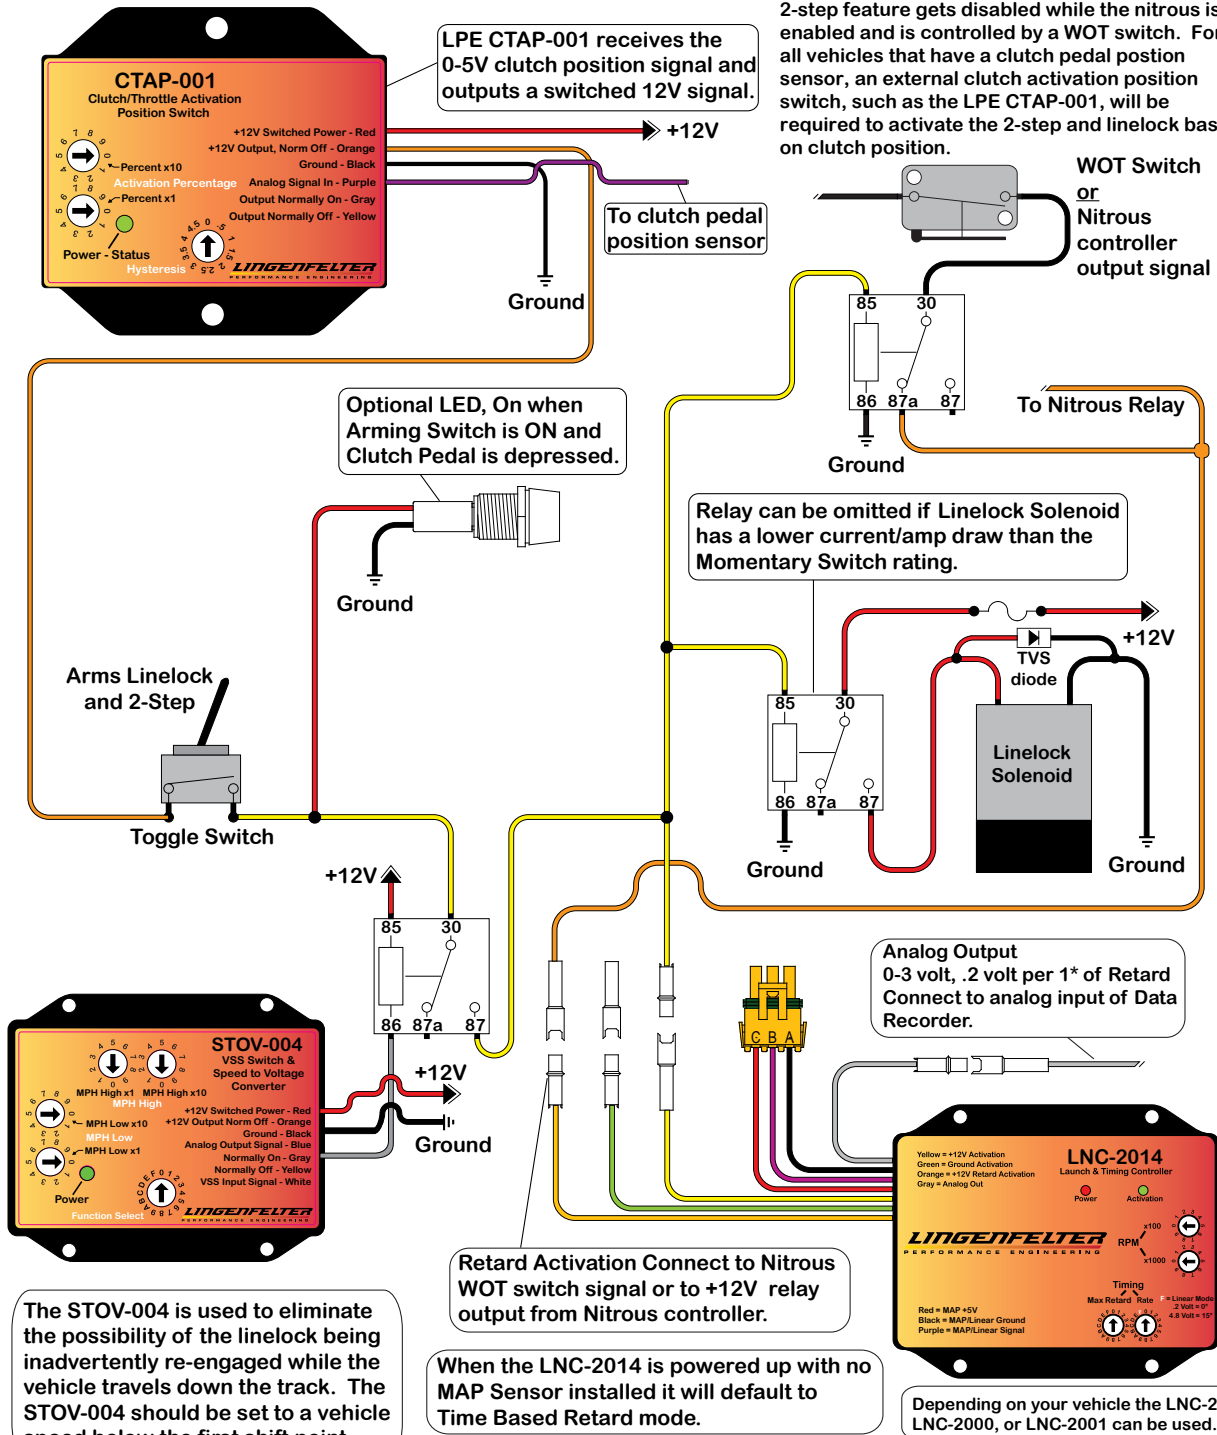 2-step feature gets disabled while the nitrous is
enabled and is controlled by a WOT switch. For
all vehicles that have a clutch pedal postion
sensor, an external clutch activation position
switch, such as the LPE CTAP-001, will be
required to activate the 2-step and linelock bas
on clutch position.
LPE CTAP-001 receives the
0-5V clutch position signal and
outputs a switched 12V signal.
CTAP-001
Clutch/Throttle Activation
Position Switch
+12V Switched Power - Red
+12V Output, Norm Off - Orange
Ground - Black
Analog Signal In - Purple
Output Normally On - Gray
Output Normally Off - Yellow
Percent x10
Activation Percentage
Percent x1
Power - Status
Hysteresis
LINGENFELTER
PERFORMANCE ENGINEERING
+12V
To clutch pedal
position sensor
Ground
WOT Switch
or
Nitrous
controller
output signal
85 30
86 87a 87
Ground
To Nitrous Relay
Optional LED, On when
Arming Switch is ON and
Clutch Pedal is depressed.
Ground
Relay can be omitted if Linelock Solenoid
has a lower current/amp draw than the
Momentary Switch rating.
+12V
TVS
diode
85 30
86 87a 87
Ground
Linelock
Solenoid
Ground
Arms Linelock
and 2-Step
Toggle Switch
+12V
85 30
86 87a 87
STOV-004
VSS Switch &
Speed to Voltage
Converter
MPH High x1 MPH High x10
MPH High
MPH Low x10
MPH Low
MPH Low x1
+12V Switched Power - Red
+12V Output Norm Off - Orange
Ground - Black
Analog Output Signal - Blue
Normally On - Gray
Normally Off - Yellow
VSS Input Signal - White
Power
Function Select
LINGENFELTER
PERFORMANCE ENGINEERING
+12V
Ground
C B A
Analog Output
0-3 volt, .2 volt per 1* of Retard
Connect to analog input of Data
Recorder.
Yellow = +12V Activation
Green = Ground Activation
Orange = +12V Retard Activation
Gray = Analog Out
LNC-2014
Launch & Timing Controller
Power
Activation
x100
RPM
x1000
LINGENFELTER
PERFORMANCE ENGINEERING
Timing
Max Retard Rate
F = Linear Mode
.2 Volt = 0°
4.8 Volt = 15°
Red = MAP +5V
Black = MAP/Linear Ground
Purple = MAP/Linear Signal
Retard Activation Connect to Nitrous
WOT switch signal or to +12V relay
output from Nitrous controller.
The STOV-004 is used to eliminate
the possibility of the linelock being
inadvertently re-engaged while the
vehicle travels down the track. The
STOV-004 should be set to a vehicle
speed below the first shift point
When the LNC-2014 is powered up with no
MAP Sensor installed it will default to
Time Based Retard mode.
Depending on your vehicle the LNC-2
LNC-2000, or LNC-2001 can be used.